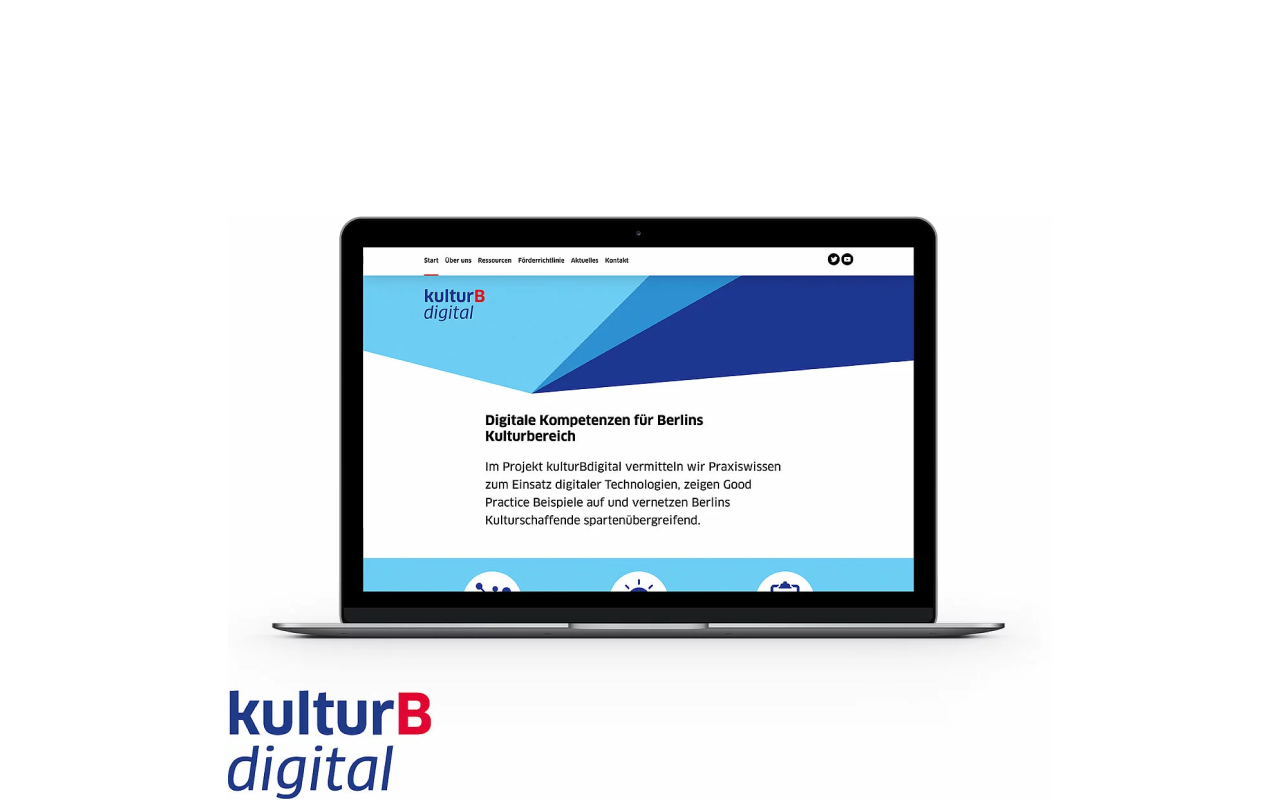 Start Über uns Ressourcen Förderrichtlinie Aktuelles Kontakt
kulturB
digital
Digitale Kompetenzen für Berlins
Kulturbereich
Im Projekt kulturBdigital vermitteln wir Praxiswissen
zum Einsatz digitaler Technologien, zeigen Good
Practice Beispiele auf und vernetzen Berlins
Kulturschaffende spartenübergreifend.
kulturB
digital